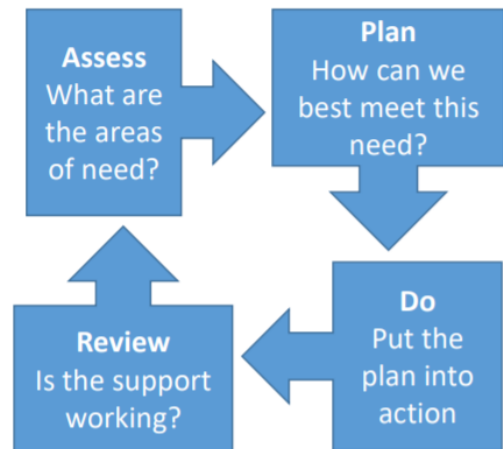 Assess
What are
the areas
of need?
Plan
How can we
best meet this
need?
Do
Put the
plan into
action
Review
Is the support
working?